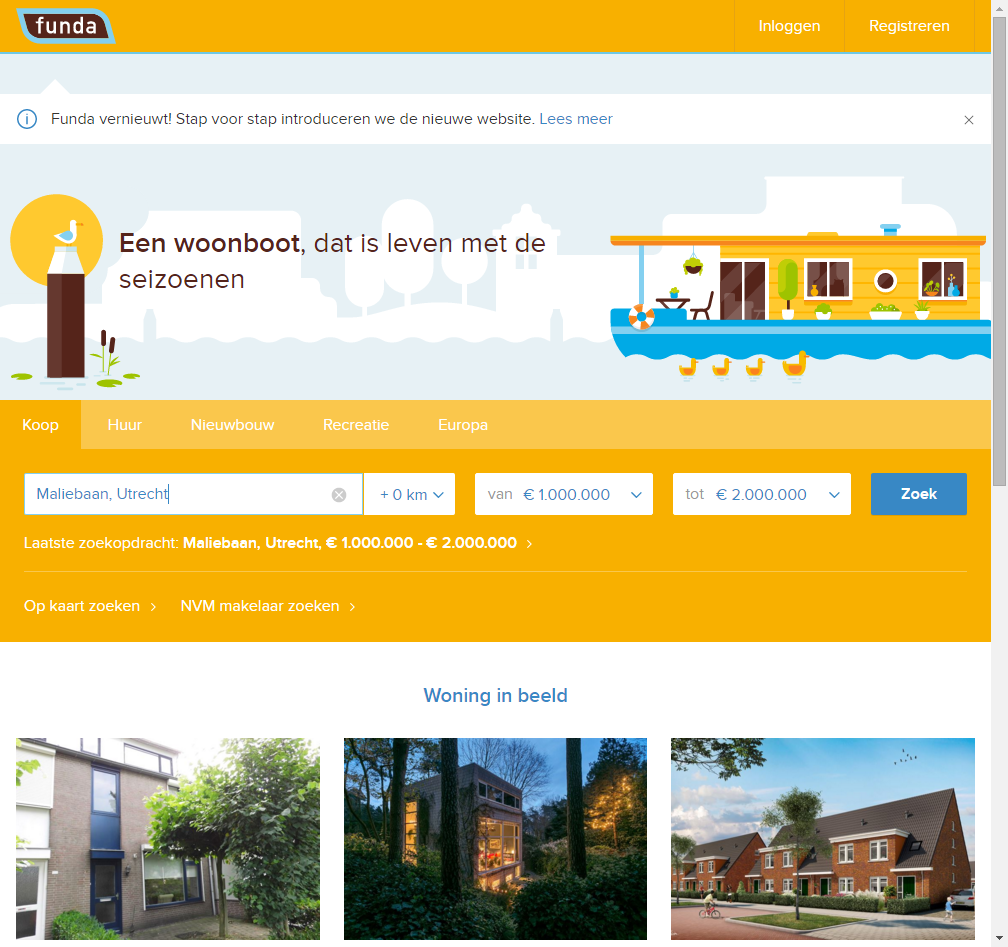 funda
Inloggen
Registreren
Funda vernieuwt! Stap voor stap introduceren we de nieuwe website. Lees meer
Een woonboot, dat is leven met de
seizoenen
Koop
Huur
Nieuwbouw
Recreatie
Europa
Maliebaan, Utrecht
+ 0 km
van € 1.000.000
tot € 2.000.000
Zoek
Laatste zoekopdracht: Maliebaan, Utrecht, € 1.000.000 - € 2.000.000
Op kaart zoeken
NVM makelaar zoeken
Woning in beeld